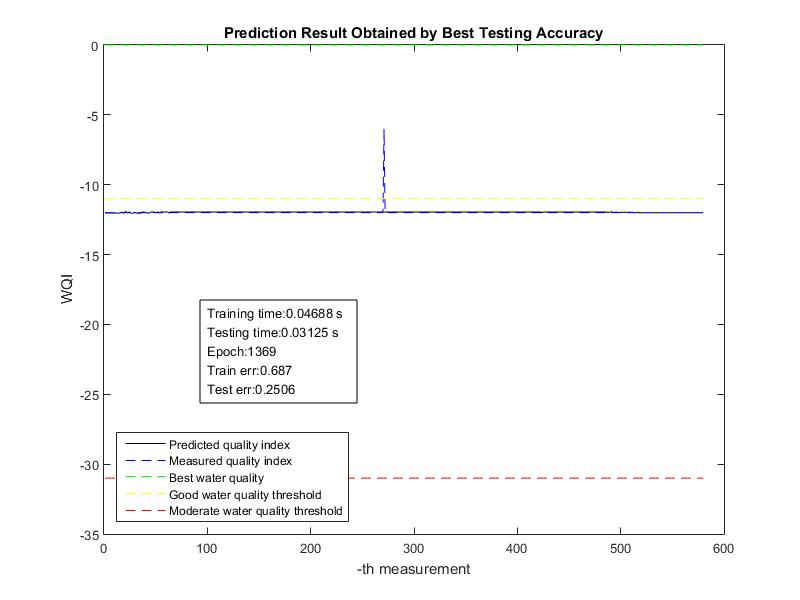 Prediction Result Obtained by Best Testing Accuracy
0
-5
-10
-15
-20
-25
-30
-35
WQI
Training time:0.04688 s
Testing time:0.03125 s
Epoch:1369
Train err:0.687
Test err:0.2506
Predicted quality index
Measured quality index
Best water quality
Good water quality threshold
Moderate water quality threshold
0 100 200 300 400 500 600
-th measurement